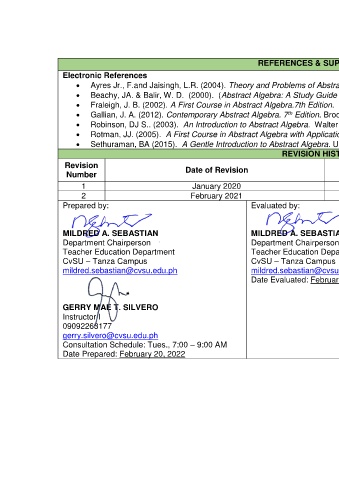 REFERENCES & SUP
Electronic References
• Ayres Jr., F.and Jaisingh, L.R. (2004). Theory and Problems of Abstra
• Beachy, JA. & Balir, W. D. (2000). (Abstract Algebra: A Study Guide
• Fraleigh, J. B. (2002). A First Course in Abstract Algebra.7th Edition.
• Gallian, J. A. (2012). Contemporary Abstract Algebra. 7th Edition. Broo
• Robinson, DJ S.. (2003). An Introduction to Abstract Algebra. Walter
• Rotman, JJ. (2005). A First Course in Abstract Algebra with Applicatio
• Sethuraman, BA (2015). A Gentle Introduction to Abstract Algebra. U
REVISION HIST
Revision Number Date of Revision
1 January 2020
2 February 2021
Prepared by: Evaluated by:
MILDRED A. SEBASTIAN MILDRED A. SEBASTIA
Department Chairperson Department Chairperson
Teacher Education Department Teacher Education Depa
CvSU – Tanza Campus CvSU – Tanza Campus
mildred.sebastian@cvsu.edu.ph mildred.sebastian@cvsu
Date Evaluated: Februar
GERRY MAE T. SILVERO
Instructor I
09092268177
gerry.silvero@cvsu.edu.ph
Consultation Schedule: Tues., 7:00 – 9:00 AM
Date Prepared: February 20, 2022